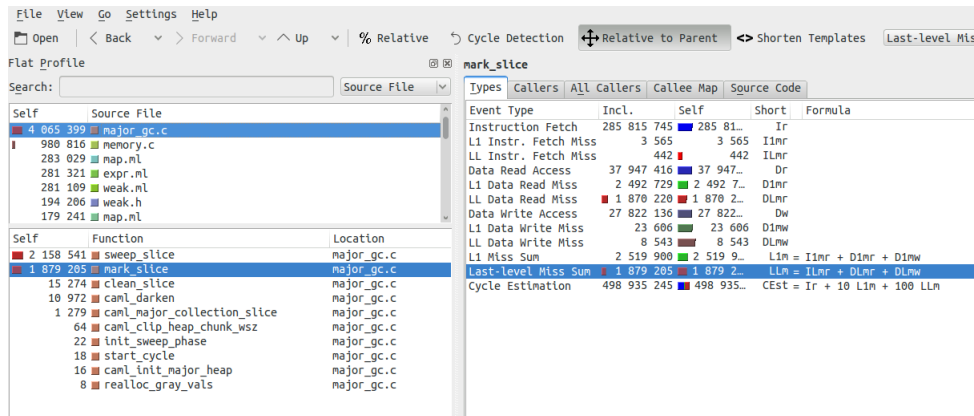 File View Go Settings Help
Open Back Forward Up % Relative Cycle Detection Relative to Parent <> Shorten Templates Last-level Mis
Flat Profile
Search: Source File
Self Source File
4 065 399 major_gc.c
980 816 memory.c
283 029 map.ml
281 321 expr.ml
281 109 weak.ml
194 206 weak.h
179 241 map.ml
Self Function Location
2 158 541 sweep_slice major_gc.c
1 879 205 mark_slice major_gc.c
15 274 clean_slice major_gc.c
10 972 caml_darken major_gc.c
1 279 caml_major_collection_slice major_gc.c
64 caml_clip_heap_chunk_wsz major_gc.c
22 init_sweep_phase major_gc.c
18 start_cycle major_gc.c
16 caml_init_major_heap major_gc.c
8 realloc_gray_vals major_gc.c
mark_slice
Types Callers All Callers Callee Map Source Code
Event Type Incl. Self Short Formula
Instruction Fetch 285 815 745 285 81... Ir
L1 Instr. Fetch Miss 3 565 3 565 I1mr
LL Instr. Fetch Miss 442 442 ILmr
Data Read Access 37 947 416 37 947... Dr
L1 Data Read Miss 2 492 729 2 492 7... D1mr
LL Data Read Miss 1 870 220 1 870 2... DLmr
Data Write Access 27 822 136 27 822... Dw
L1 Data Write Miss 23 606 23 606 D1mw
LL Data Write Miss 8 543 8 543 DLmw
L1 Miss Sum 2 519 900 2 519 9... L1m = I1mr + D1mr + D1mw
Last-level Miss Sum 1 879 205 1 879 2... LLm = ILmr + DLmr + DLmw
Cycle Estimation 498 935 245 498 935... CEst = Ir + 10 L1m + 100 LLm